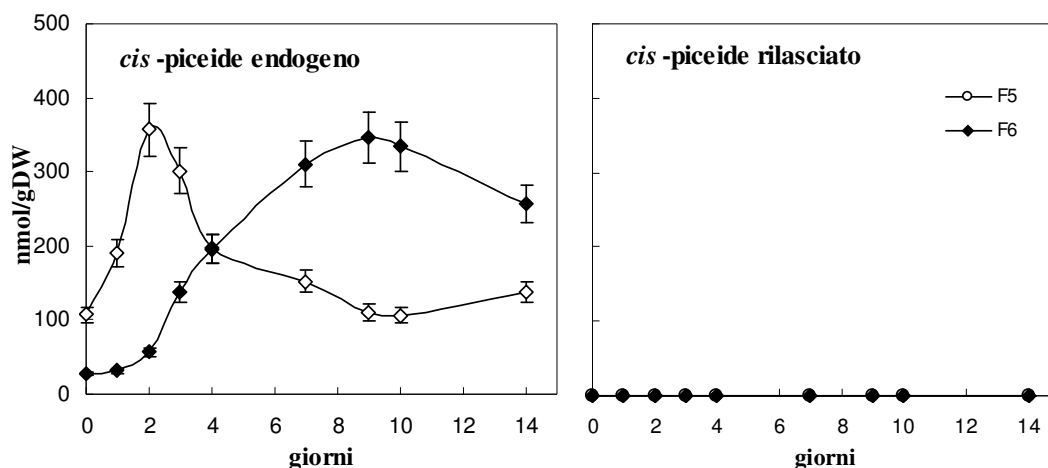 cis -piceide endogeno
nmol/gDW
500
400
300
200
100
0
0 2 4 6 8 10 12 14
giorni
cis -piceide rilasciato
F5
F6
0 2 4 6 8 10 12 14
giorni